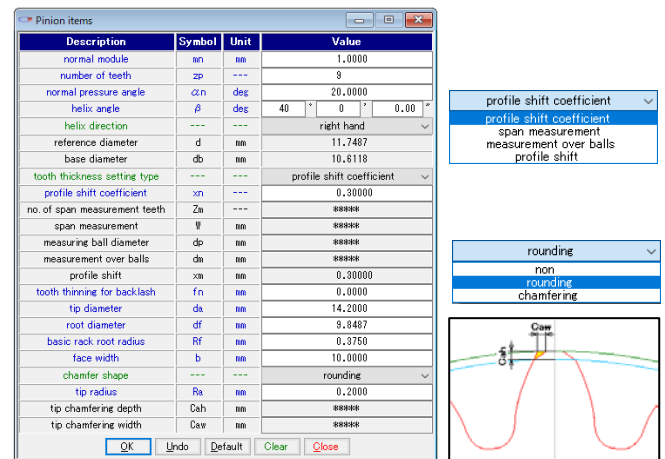 Pinion items
Description Symbol Unit Value
normal module mn mm 1.0000
number of teeth zp --- 9
normal pressure angle αn deg 20.0000
helix angle β deg 40 ° 0 ' 0.00 "
helix direction --- --- right hand
reference diameter d mm 11.7487
base diameter db mm 10.6118
tooth thickness setting type --- --- profile shift coefficient
profile shift coefficient xn --- 0.30000
no. of span measurement teeth Zm --- *****
span measurement W mm *****
measuring ball diameter dp mm *****
measurement over balls dm mm *****
profile shift xm mm 0.30000
tooth thinning for backlash fn mm 0.0000
tip diameter da mm 14.2000
root diameter df mm 9.8487
basic rack root radius Rf mm 0.3750
face width b mm 10.0000
chamfer shape --- --- rounding
tip radius Ra mm 0.2000
tip chamfering depth Cah mm *****
tip chamfering width Caw mm *****
OK Undo Default Clear Close
profile shift coefficient
profile shift coefficient
span measurement
measurement over balls
profile shift
rounding
non
rounding
chamfering
Caw
Cah